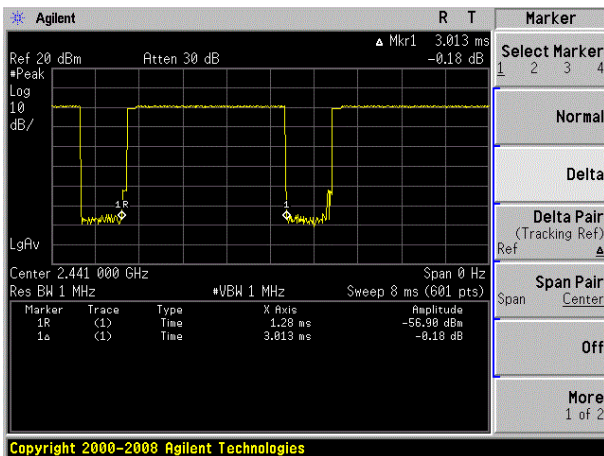 Agilent R T
Δ Mkr1 3.013 ms
Ref 20 dBm Atten 30 dB -0.18 dB
#Peak
Log
10
dB/
1R
1
LgAv
Center 2.441 000 GHz Span 0 Hz
Res BW 1 MHz #VBW 1 MHz Sweep 8 ms (601 pts)
Marker Trace Type X Axis Amplitude
1R (1) Time 1.28 ms -56.90 dBm
1Δ (1) Time 3.013 ms -0.18 dB
Copyright 2000-2008 Agilent Technologies
Marker
Select Marker
1 2 3 4
Normal
Delta
Delta Pair
(Tracking Ref)
Ref Δ
Span Pair
Span Center
Off
More
1 of 2